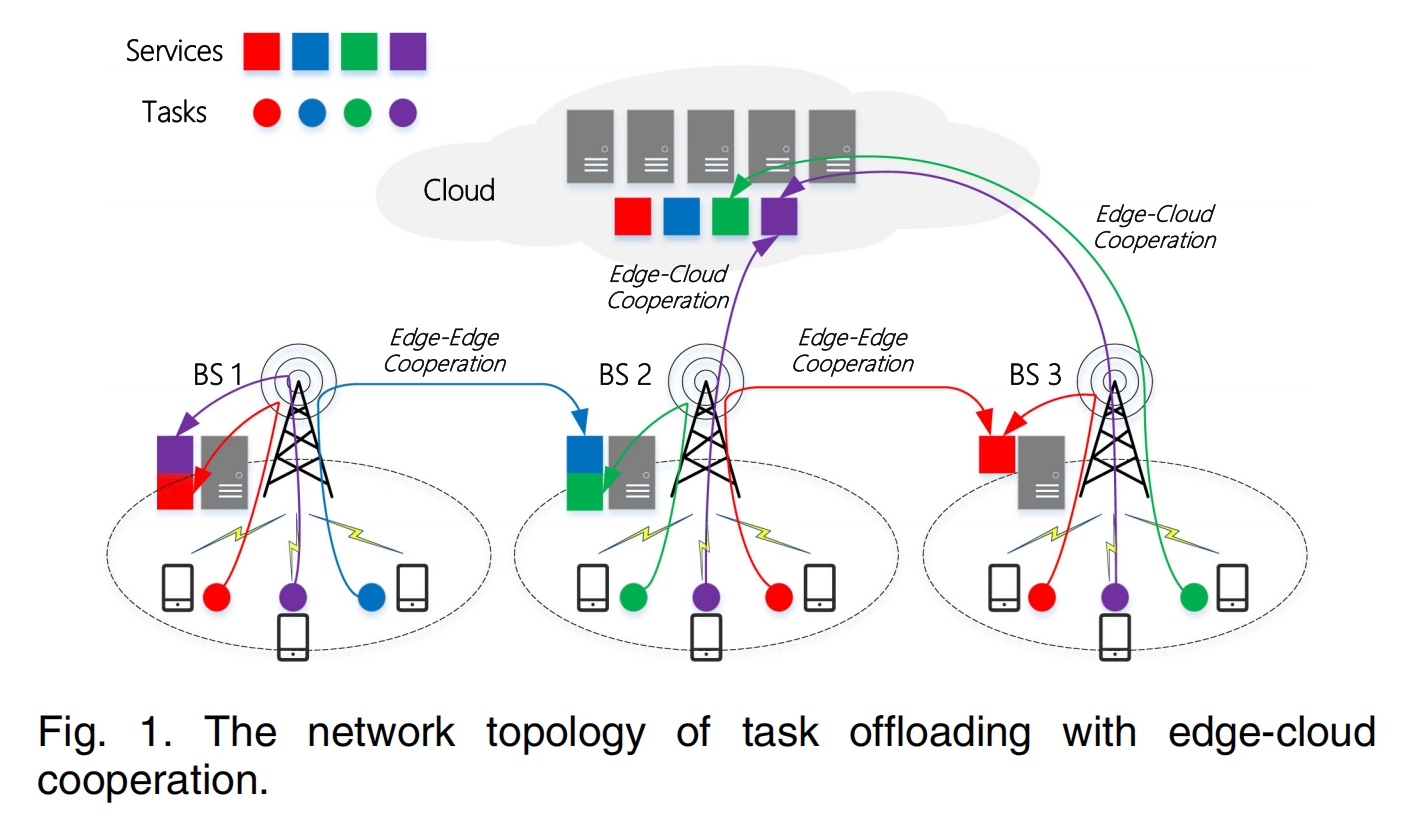 Services
Tasks
Cloud
Edge-Cloud
Cooperation
Edge-Cloud
Cooperation
Edge-Edge
Cooperation
Edge-Edge
Cooperation
BS 1
BS 2
BS 3
Fig. 1. The network topology of task offloading with edge-cloud
cooperation.